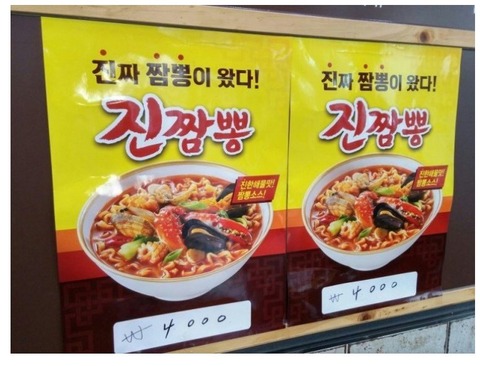 진짜 짬뽕이 왔다!
진짬뽕
진한해물맛!
짬뽕소스!
₩ 4000
진짜 짬뽕이 왔다!
진짬뽕
진한해물맛!
짬뽕소스!
₩ 4000